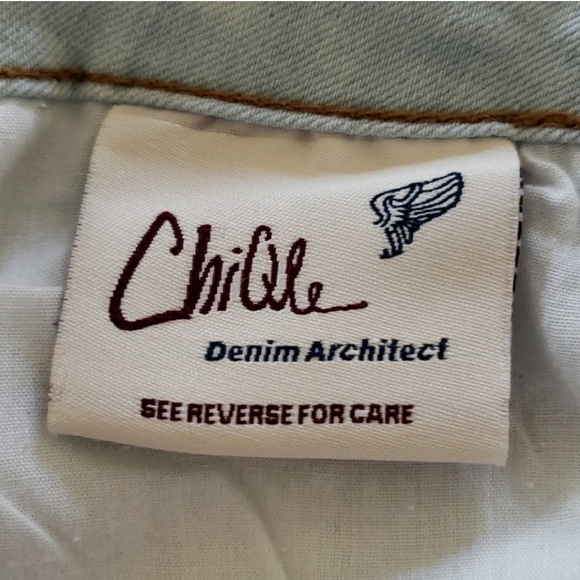 ChiQle
Denim Architect
SEE REVERSE FOR CARE